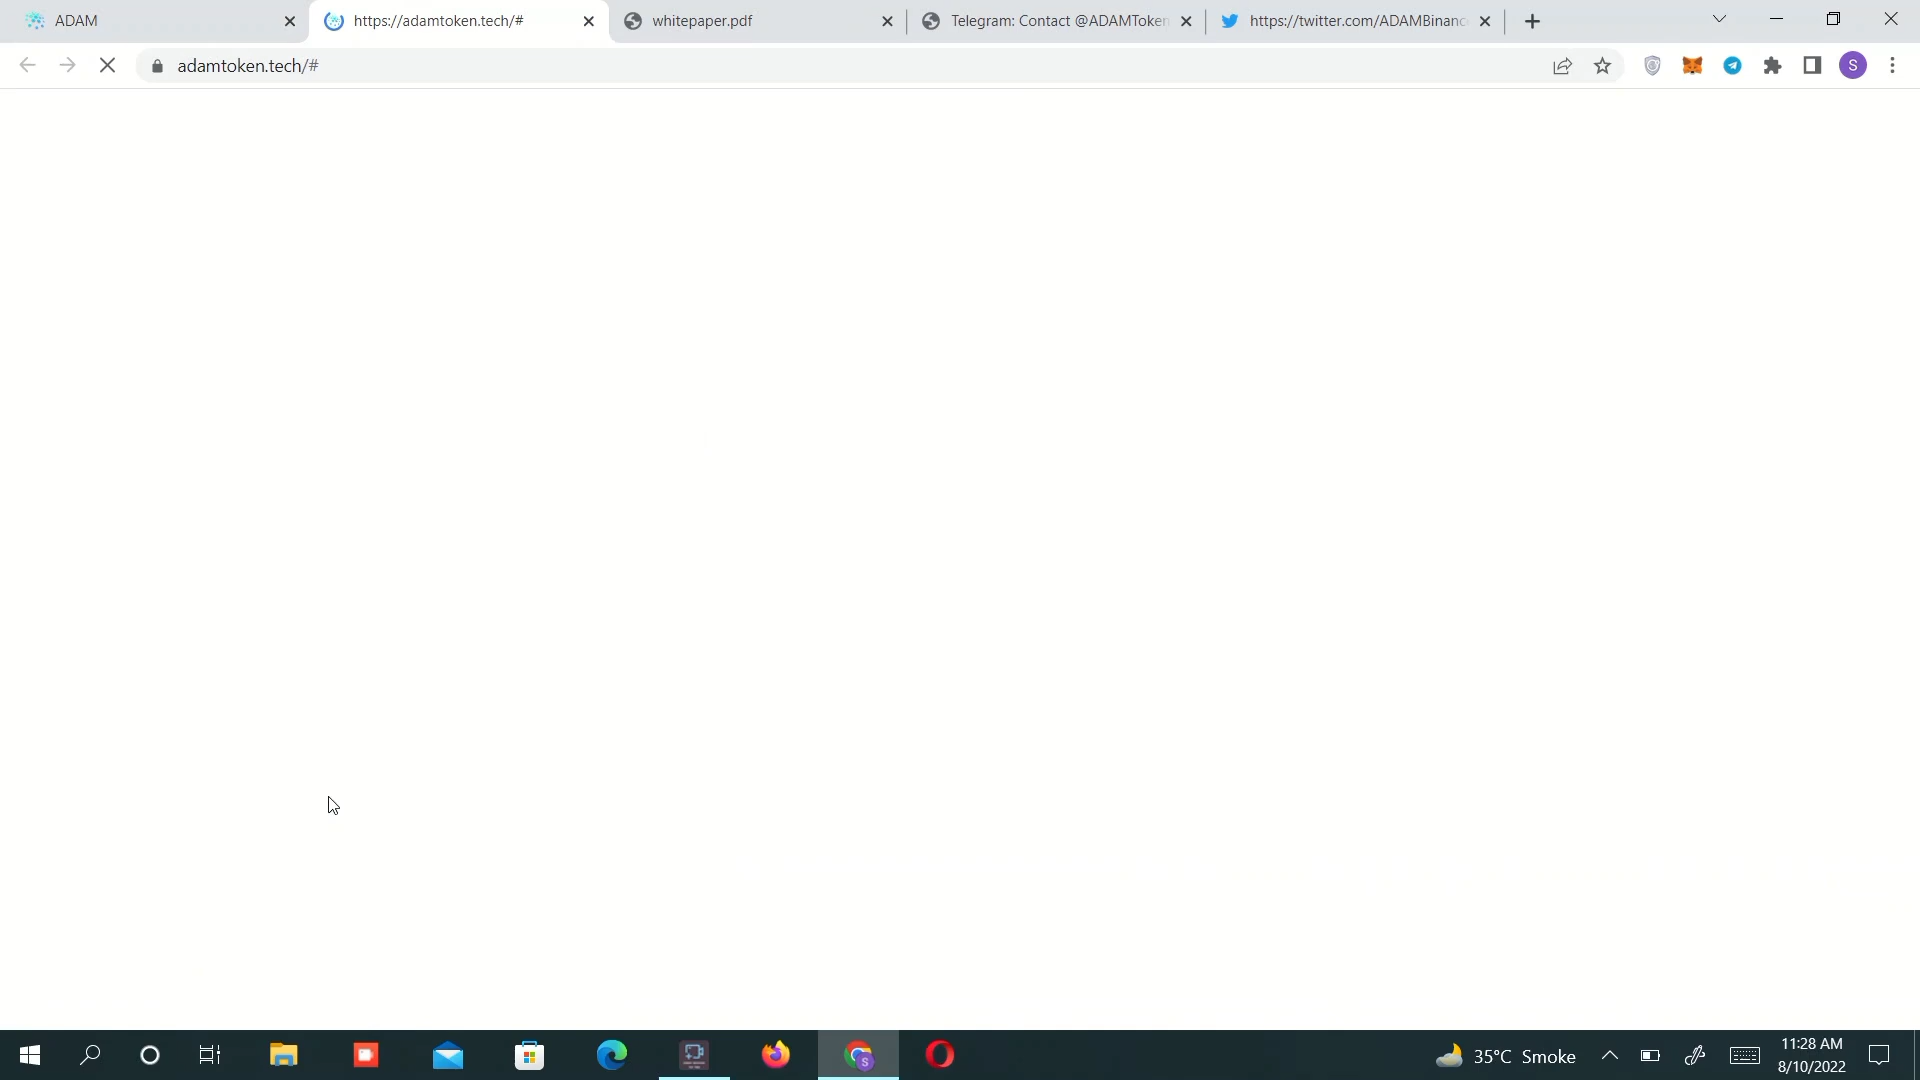 ADAM
https://adamtoken.tech/#
whitepaper.pdf
Telegram: Contact @ADAMToken
https://twitter.com/ADAMBinanc
adamtoken.tech/#
S
S
35°C Smoke
11:28 AM
8/10/2022